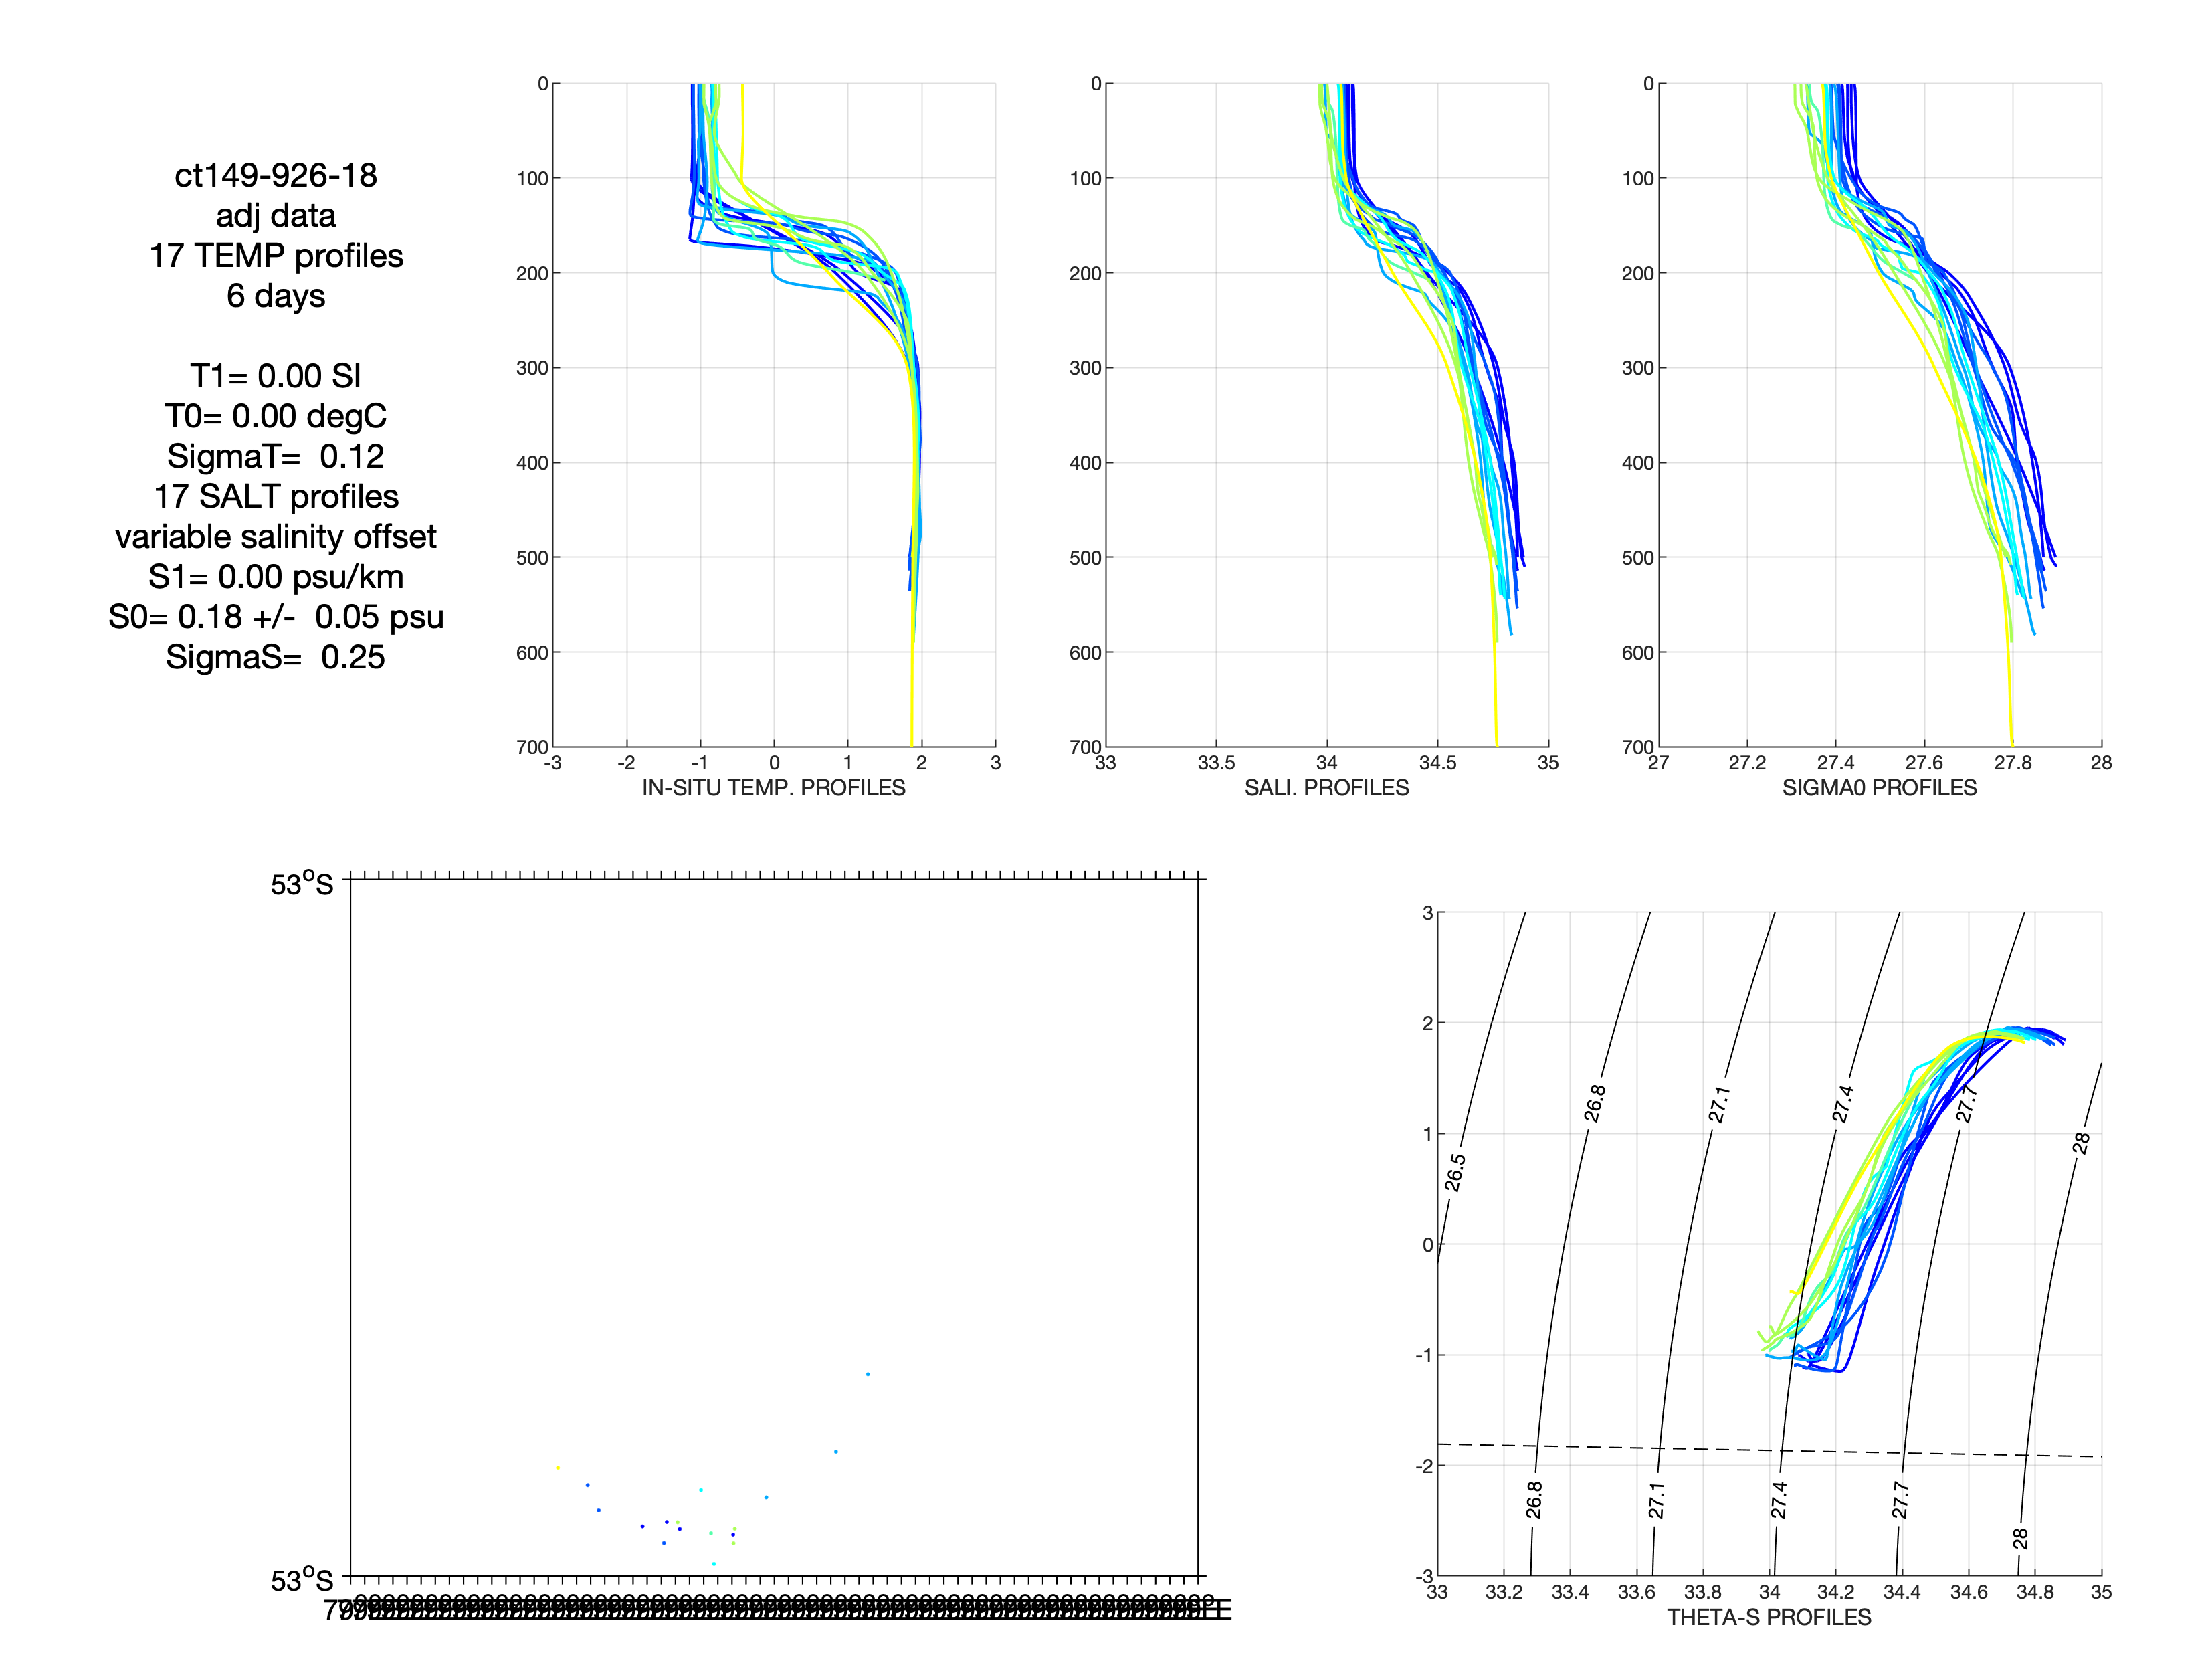 ct149-926-18
adj data
17 TEMP profiles
6 days
T1= 0.00 SI
T0= 0.00 degC
SigmaT= 0.12
17 SALT profiles
variable salinity offset
S1= 0.00 psu/km
S0= 0.18 +/- 0.05 psu
SigmaS= 0.25
0
100
200
300
400
500
600
700
-3 -2 -1 0 1 2 3
IN-SITU TEMP. PROFILES
0
100
200
300
400
500
600
700
33 33.5 34 34.5 35
SALI. PROFILES
0
100
200
300
400
500
600
700
27 27.2 27.4 27.6 27.8 28
SIGMA0 PROFILES
53°S
53°S
3
2
1
0
-1
-2
-3
26.5 26.8 27.1 27.4 27.7 28
26.8 27.1 27.4 27.7 28
33 33.2 33.4 33.6 33.8 34 34.2 34.4 34.6 34.8 35
THETA-S PROFILES